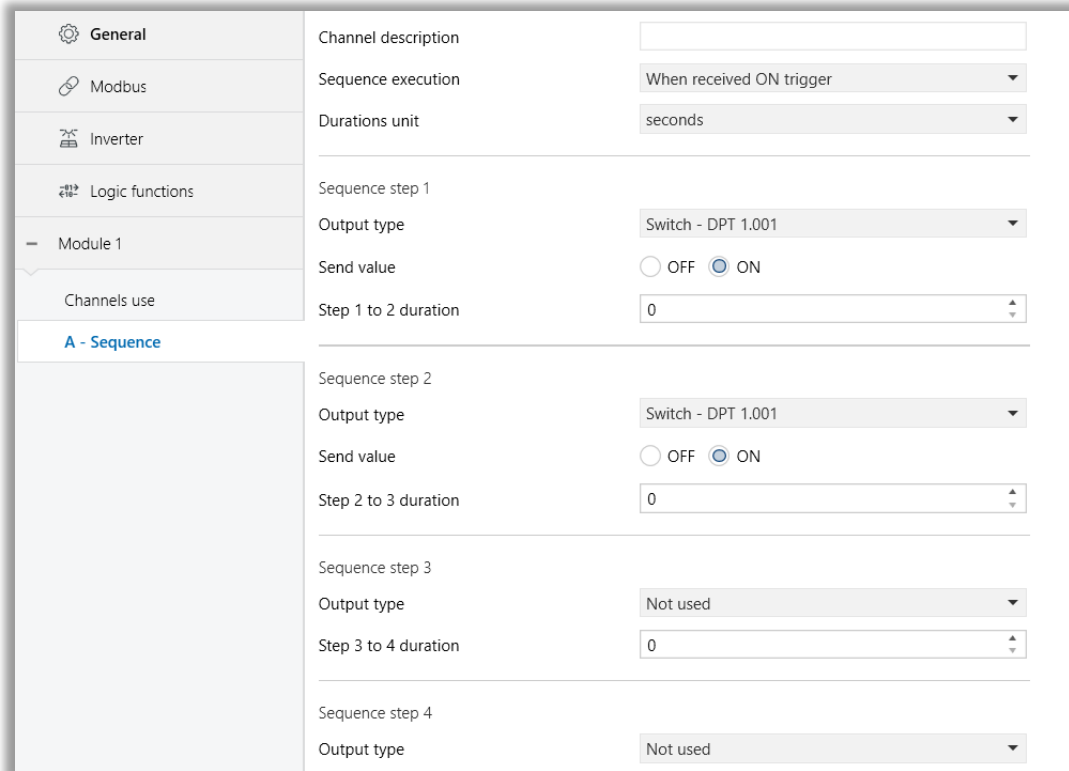 General
Modbus
Inverter
Logic functions
Module 1
Channels use
A - Sequence
Channel description
Sequence execution When received ON trigger
Durations unit seconds
Sequence step 1
Output type Switch - DPT 1.001
Send value OFF ON
Step 1 to 2 duration 0
Sequence step 2
Output type Switch - DPT 1.001
Send value OFF ON
Step 2 to 3 duration 0
Sequence step 3
Output type Not used
Step 3 to 4 duration 0
Sequence step 4
Output type Not used